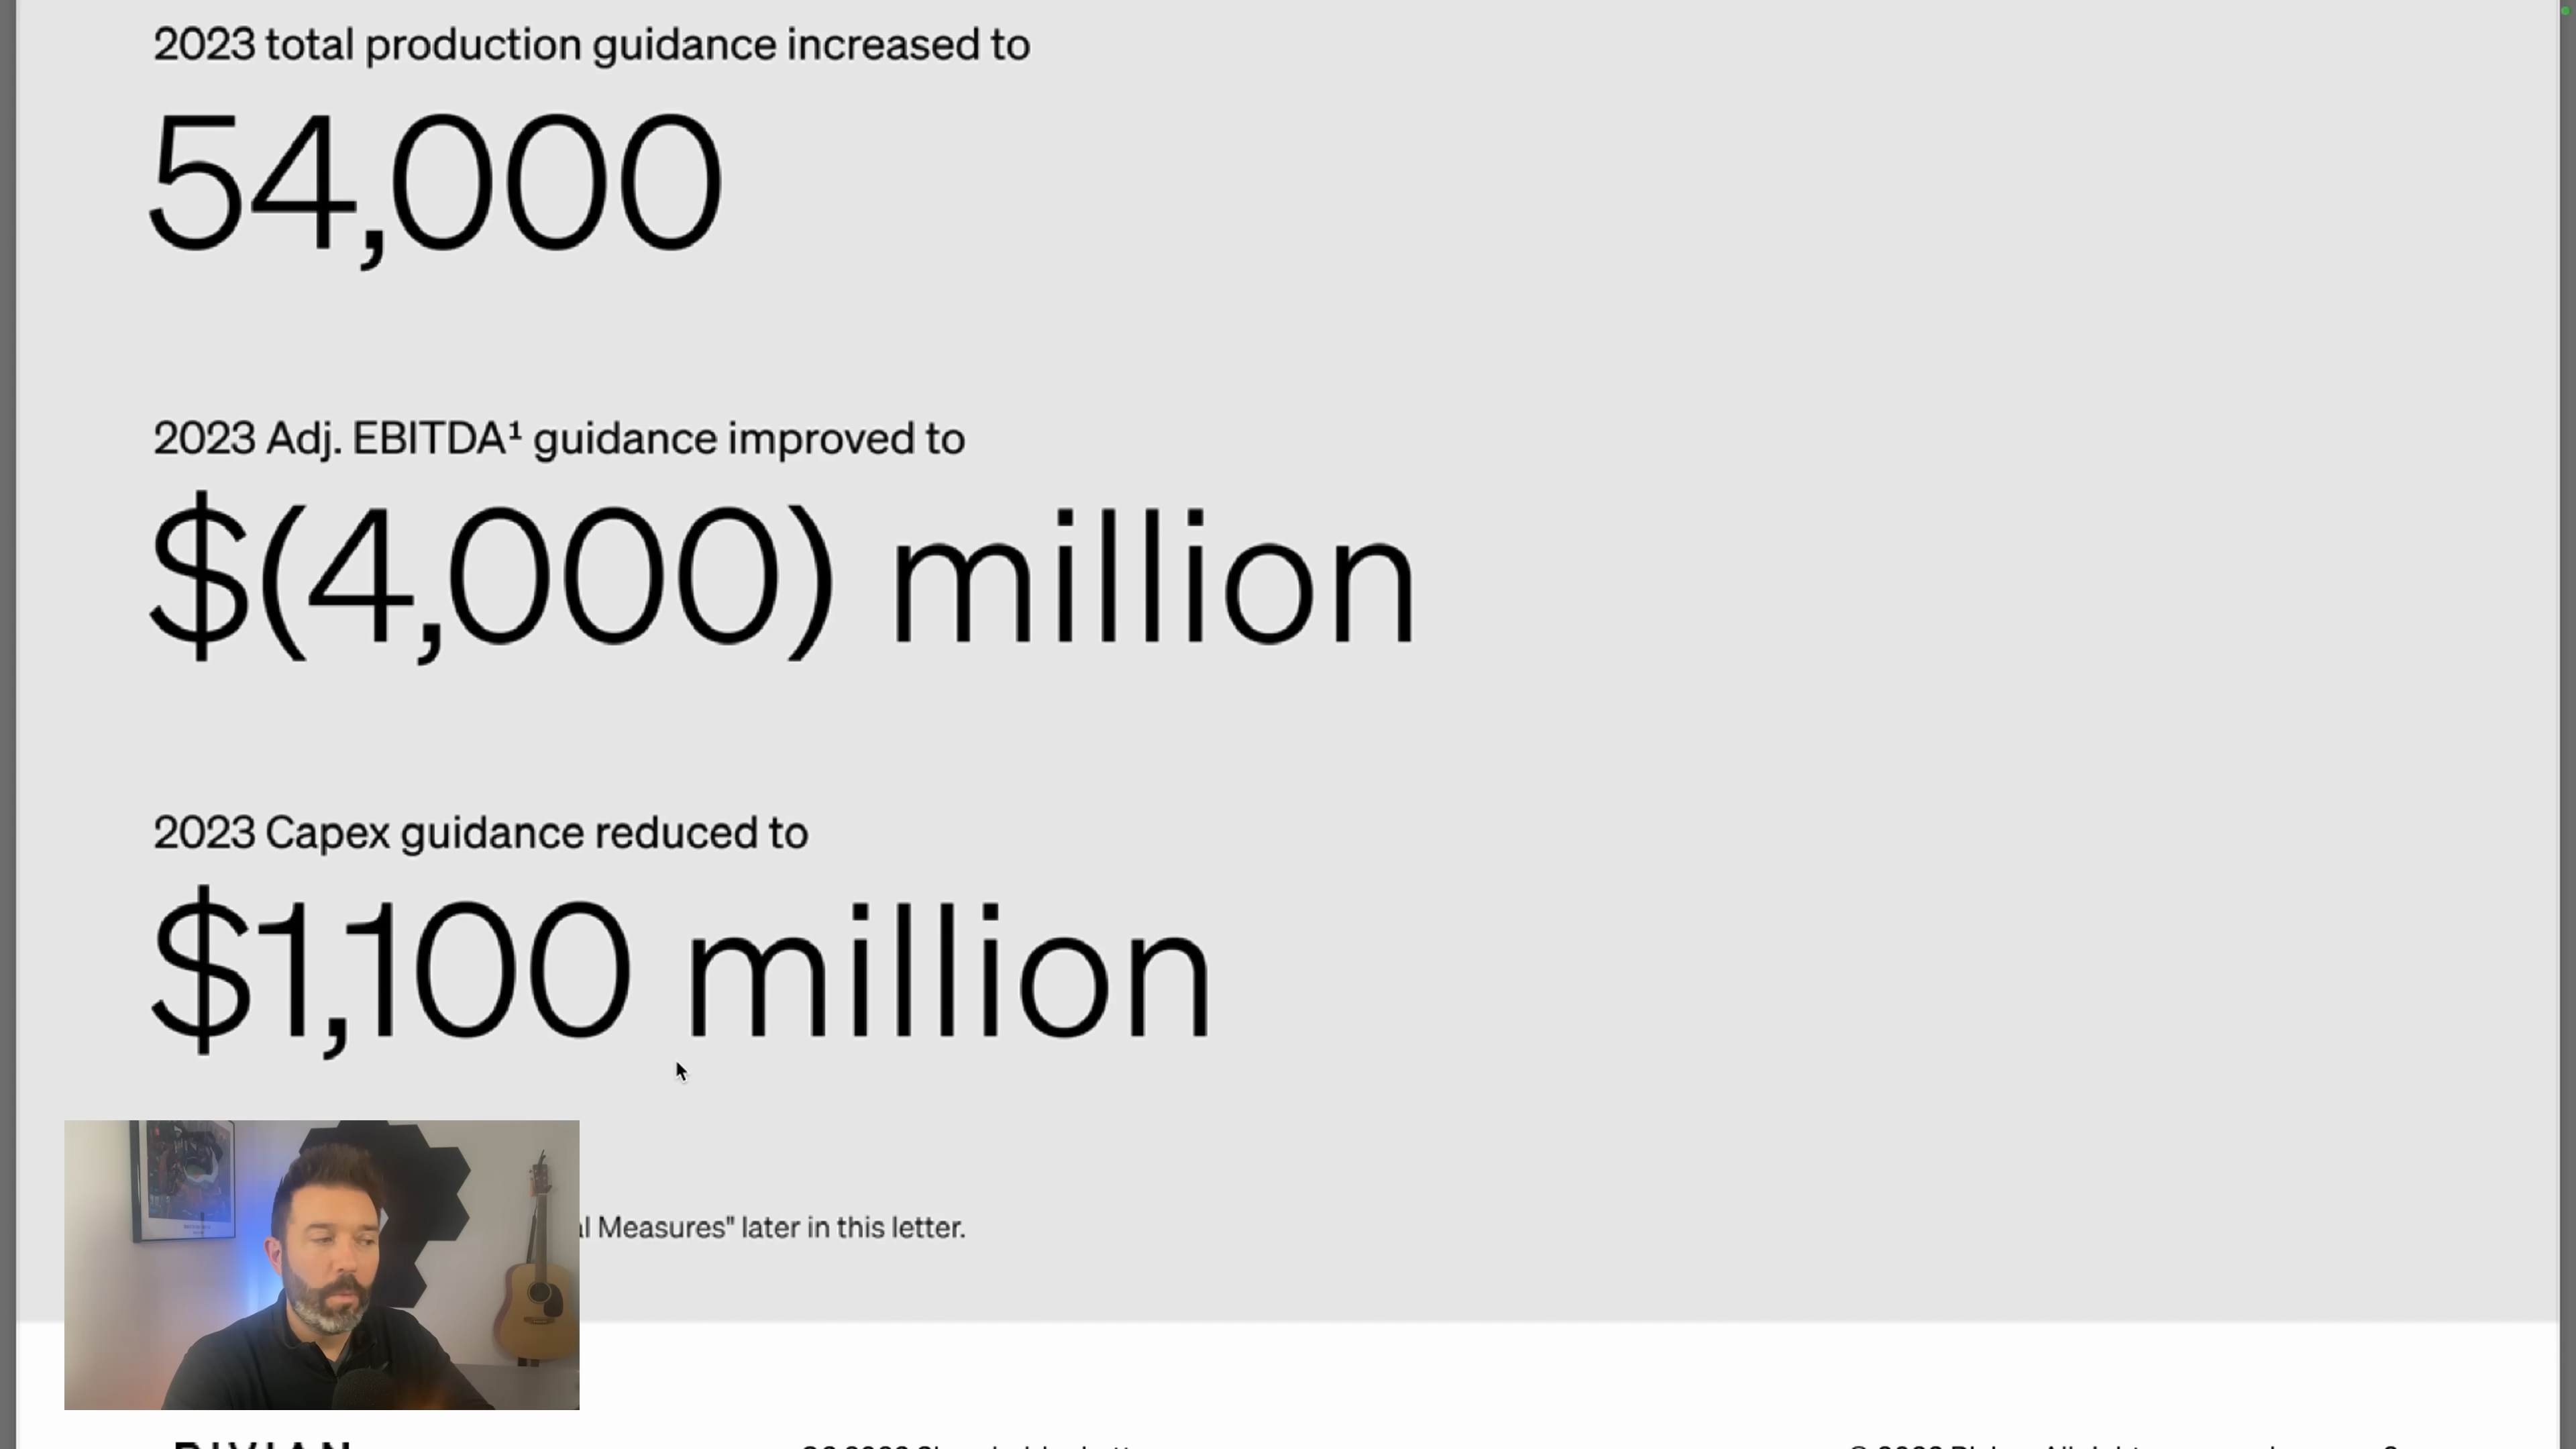 2023 total production guidance increased to
54,000
2023 Adj. EBITDA¹ guidance improved to
$(4,000) million
2023 Capex guidance reduced to
$1,100 million
Measures" later in this letter.
RIVIAN